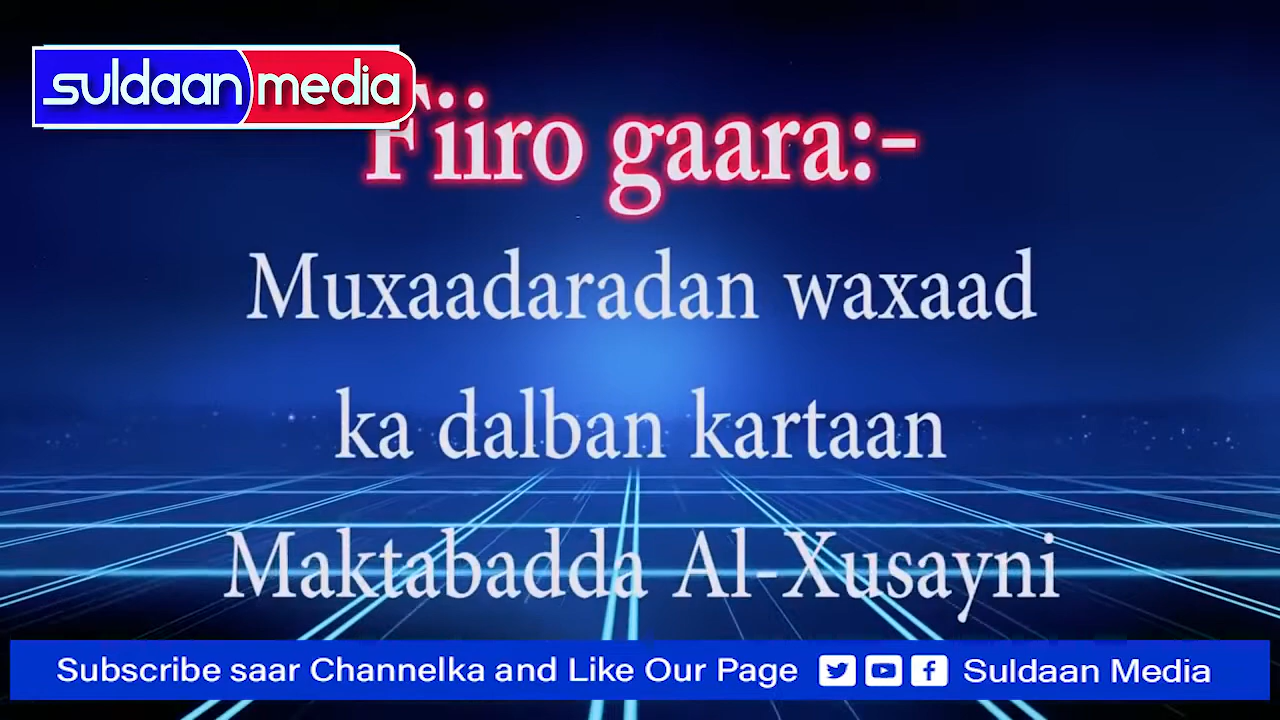 suldaan media
Fiiro gaara:-
Muxaadaradan waxaad
ka dalban kartaan
Maktabadda Al-Xusayni
Subscribe saar Channelka and Like Our Page Suldaan Media